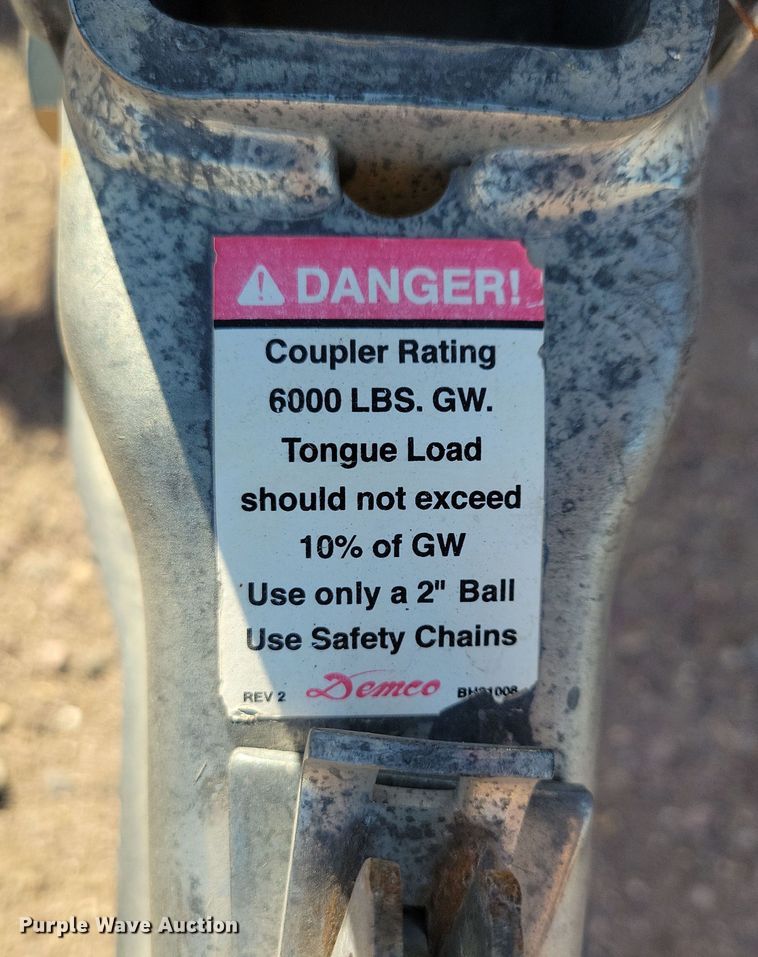 DANGER!
Coupler Rating
6000 LBS. GW.
Tongue Load
should not exceed
10% of GW
Use only a 2" Ball
Use Safety Chains
REV 2 Demco
Purple Wave Auction®